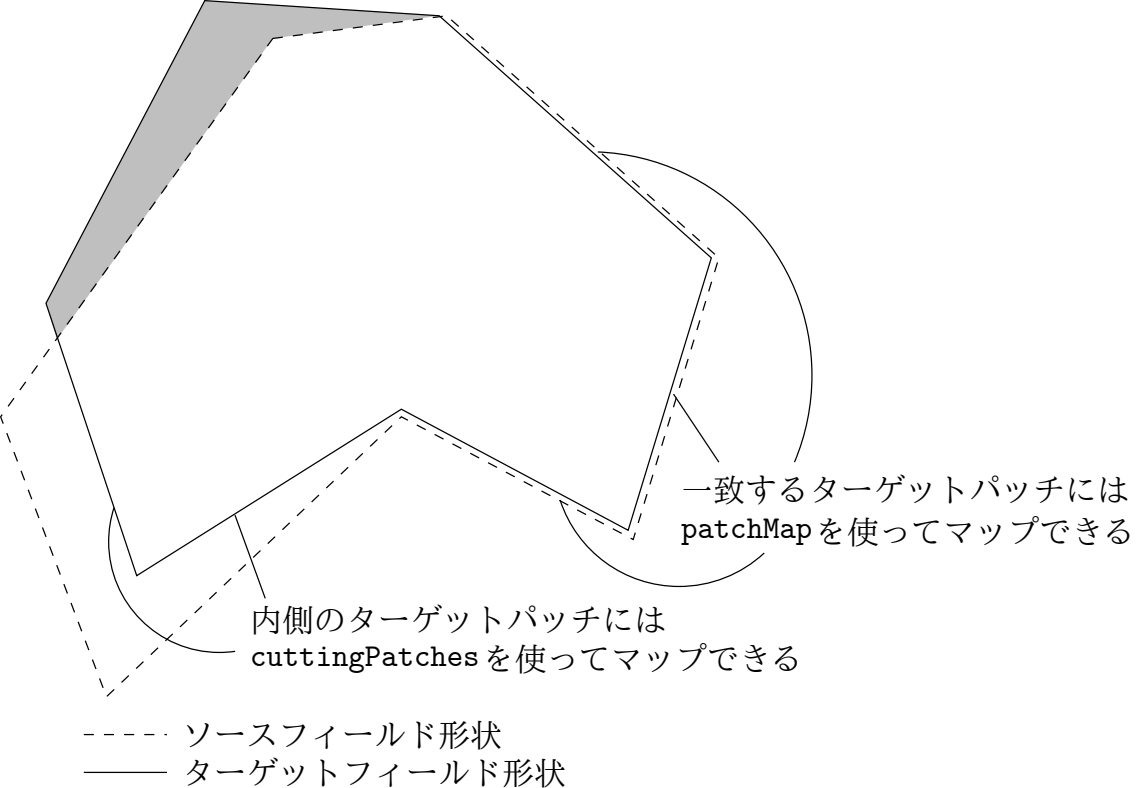 一致するターゲットパッチには
patchMapを使ってマップできる
内側のターゲットパッチには
cuttingPatchesを使ってマップできる
ソースフィールド形状
ターゲットフィールド形状